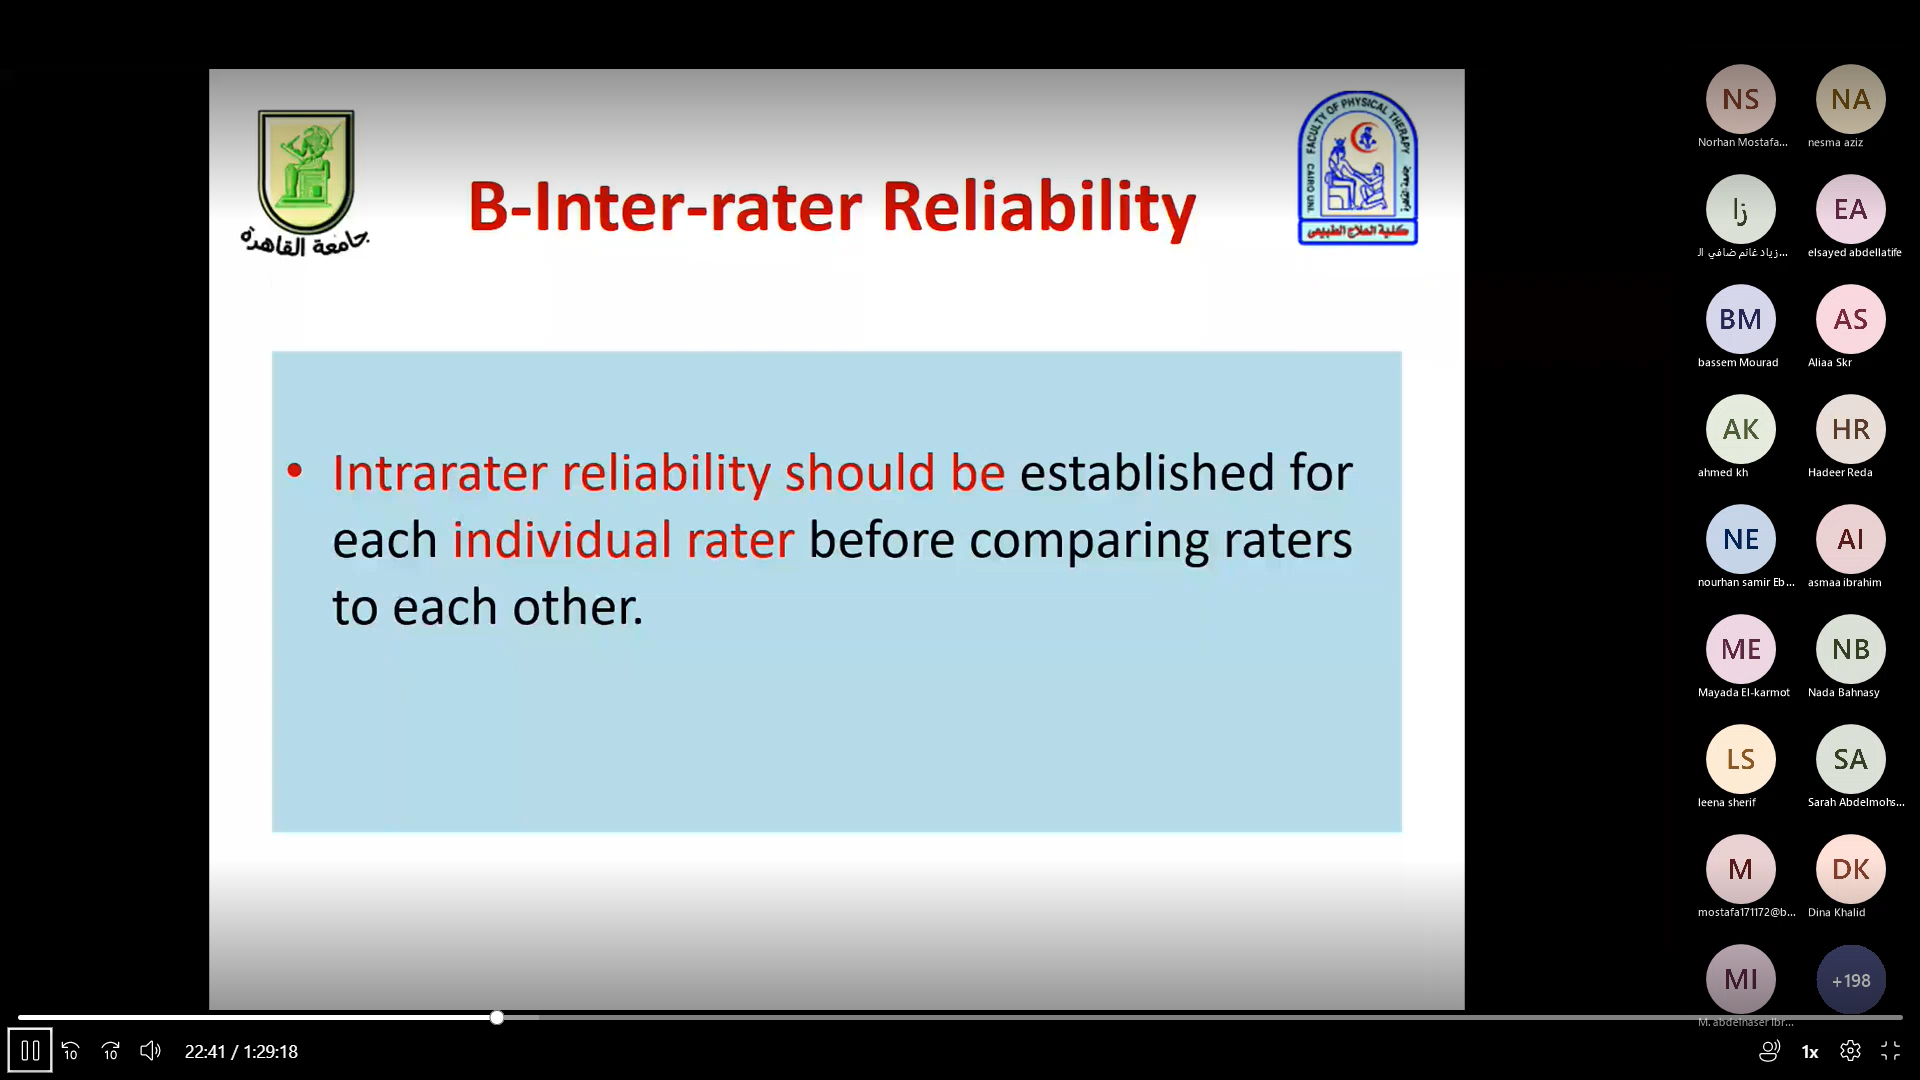 FACULTY OF PHYSICAL THERAPY
CAIRO UNI.
جامعة القاهرة
كلية العلاج الطبيعى
جامعة القاهرة
B-Inter-rater Reliability
• Intrarater reliability should be established for
each individual rater before comparing raters
to each other.
NS
NA
Norhan Mostafa...
nesma aziz
زا
EA
زياد غانم ضافي ال...
elsayed abdellatife
BM
AS
bassem Mourad
Aliaa Skr
AK
HR
ahmed kh
Hadeer Reda
NE
AI
nourhan samir Eb...
asmaa ibrahim
ME
NB
Mayada El-karmot
Nada Bahnasy
LS
SA
leena sherif
Sarah Abdelmohs...
M
DK
mostafa171172@b...
Dina Khalid
MI
+198
M. abdelnaser Ibr...
10
10
22:41 / 1:29:18
1x